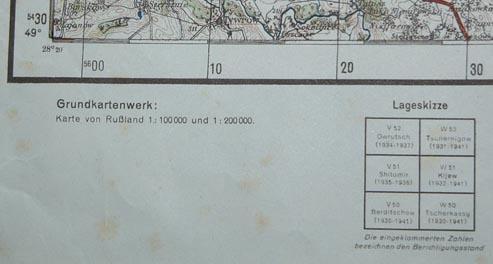 ⁵⁴30
49°
28°20
⁵⁶00
10
20
30
Grundkartenwerk:
Karte von Rußland 1:100000 und 1:200000.
Lageskizze
V 52
Owrutsch
(1934-1937)
W 52
Tschernigow
(1931-1941)
V 51
Shitomir
(1935-1936)
W 51
Kijew
(1932-1941)
V 50
Berditschow
W 50
Tscherkassy
(1930-1941)
Die eingeklammerten Zahlen
bezeichnen den Berichtigungsstand